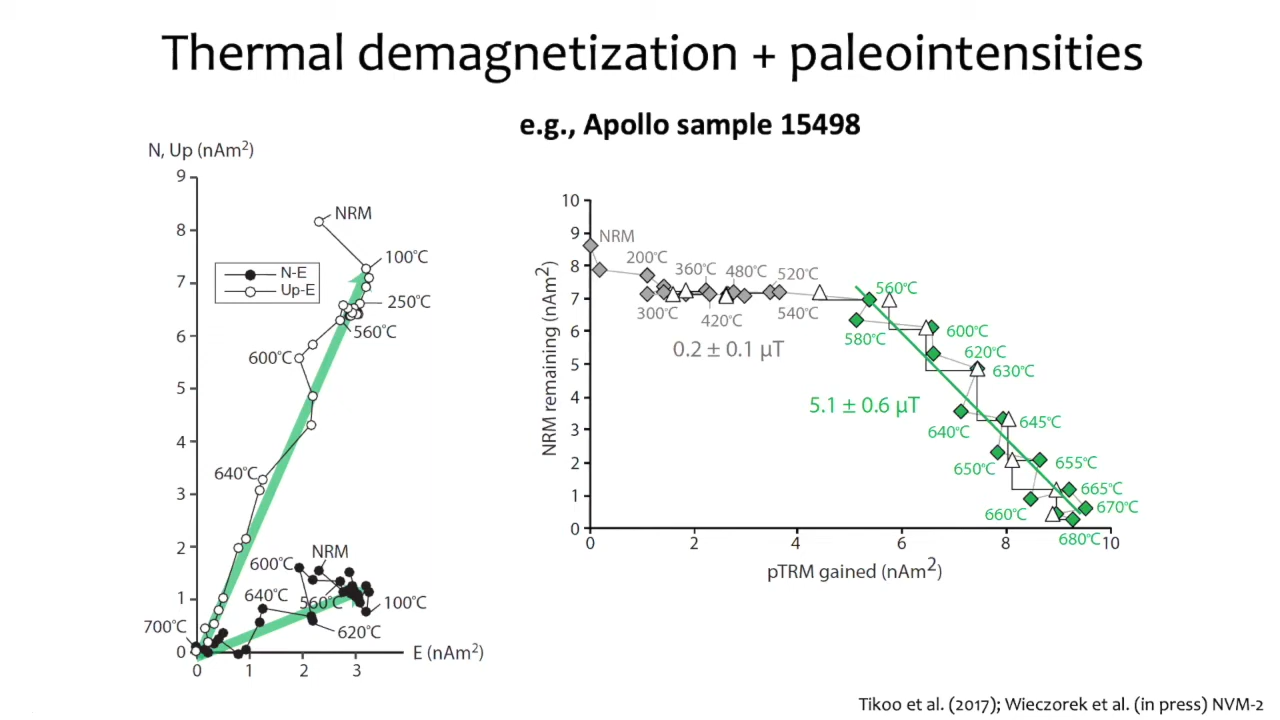 Thermal demagnetization + paleointensities
e.g., Apollo sample 15498
N, Up (nAm²)
9
8
7
6
5
4
3
2
1
0
0
1
2
3
E (nAm²)
N-E
Up-E
NRM
100°C
250°C
560°C
600°C
640°C
NRM
600°C
640°C
560°C
100°C
620°C
700°C
NRM remaining (nAm²)
10
9
8
7
6
5
4
3
2
1
0
0
2
4
6
8
10
pTRM gained (nAm²)
NRM
200°C
360°C
480°C
520°C
300°C
420°C
540°C
0.2 ± 0.1 µT
560°C
580°C
600°C
620°C
630°C
5.1 ± 0.6 µT
640°C
645°C
650°C
655°C
665°C
660°C
670°C
680°C
Tikoo et al. (2017); Wieczorek et al. (in press) NVM-2